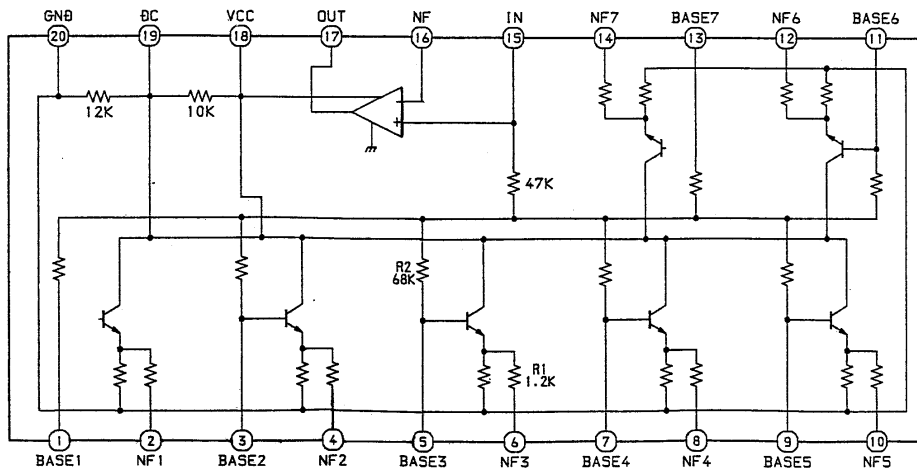 GND DC VCC OUT NF IN NF7 BASE7 NF6 BASE6
20 19 18 17 16 15 14 13 12 11
12K 10K
47K
R2
68K
R1
1.2K
1 2 3 4 5 6 7 8 9 10
BASE1 NF1 BASE2 NF2 BASE3 NF3 BASE4 NF4 BASE5 NF5